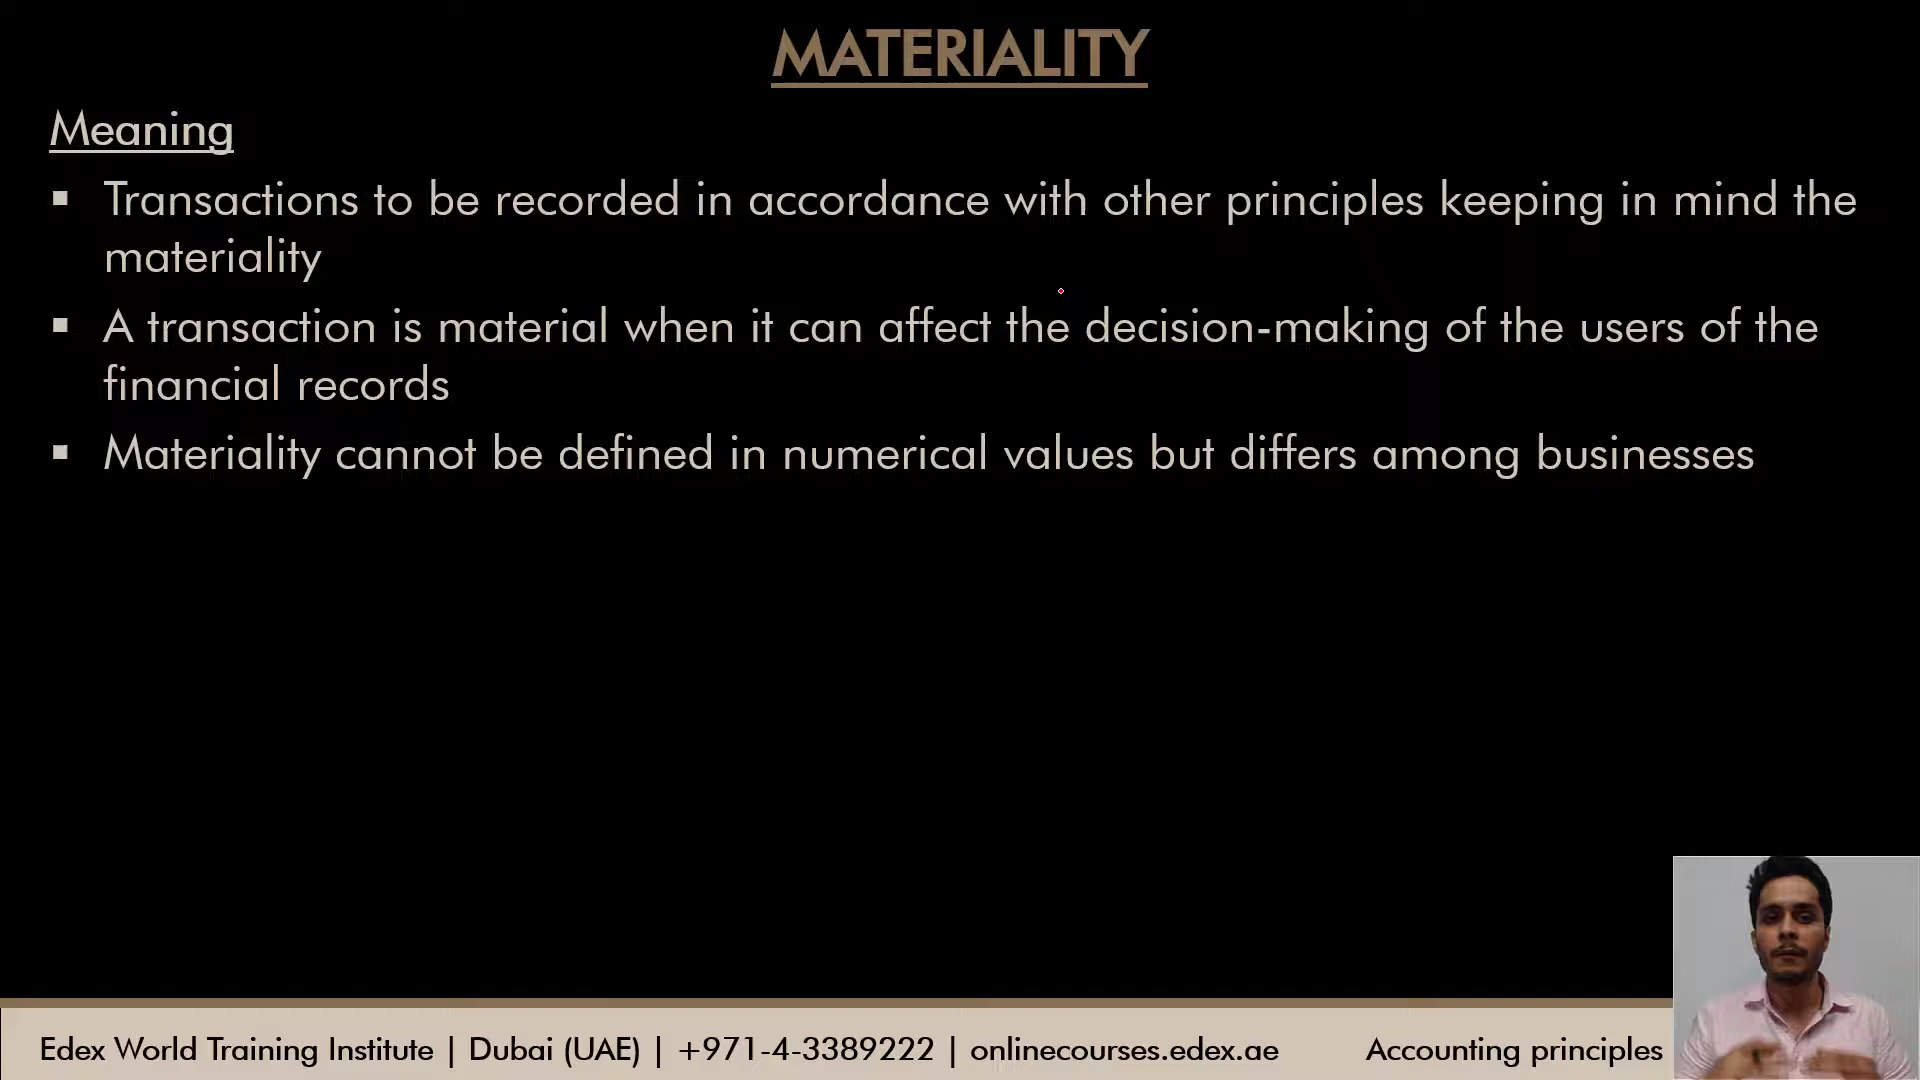 MATERIALITY
Meaning
▪ Transactions to be recorded in accordance with other principles keeping in mind the
materiality
▪ A transaction is material when it can affect the decision-making of the users of the
financial records
▪ Materiality cannot be defined in numerical values but differs among businesses
Edex World Training Institute | Dubai (UAE) | +971-4-3389222 | onlinecourses.edex.ae Accounting principles